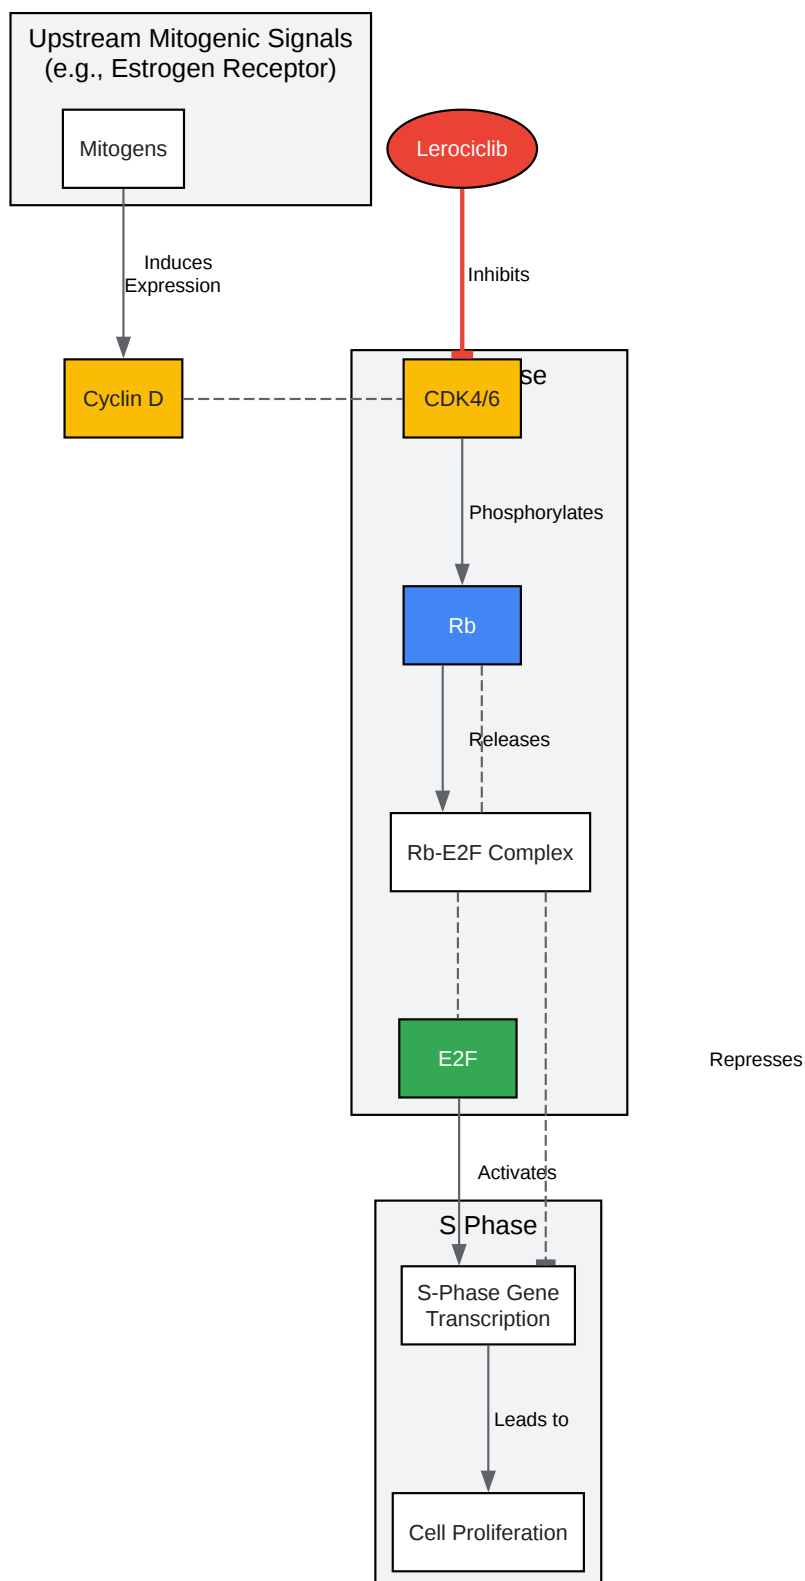 Upstream Mitogenic Signals
(e.g., Estrogen Receptor)
Mitogens
Lerociclib
Induces
Expression
Inhibits
Cyclin D
CDK4/6
Phosphorylates
Rb
Releases
Rb-E2F Complex
E2F
Represses
Activates
S Phase
S-Phase Gene
Transcription
Leads to
Cell Proliferation